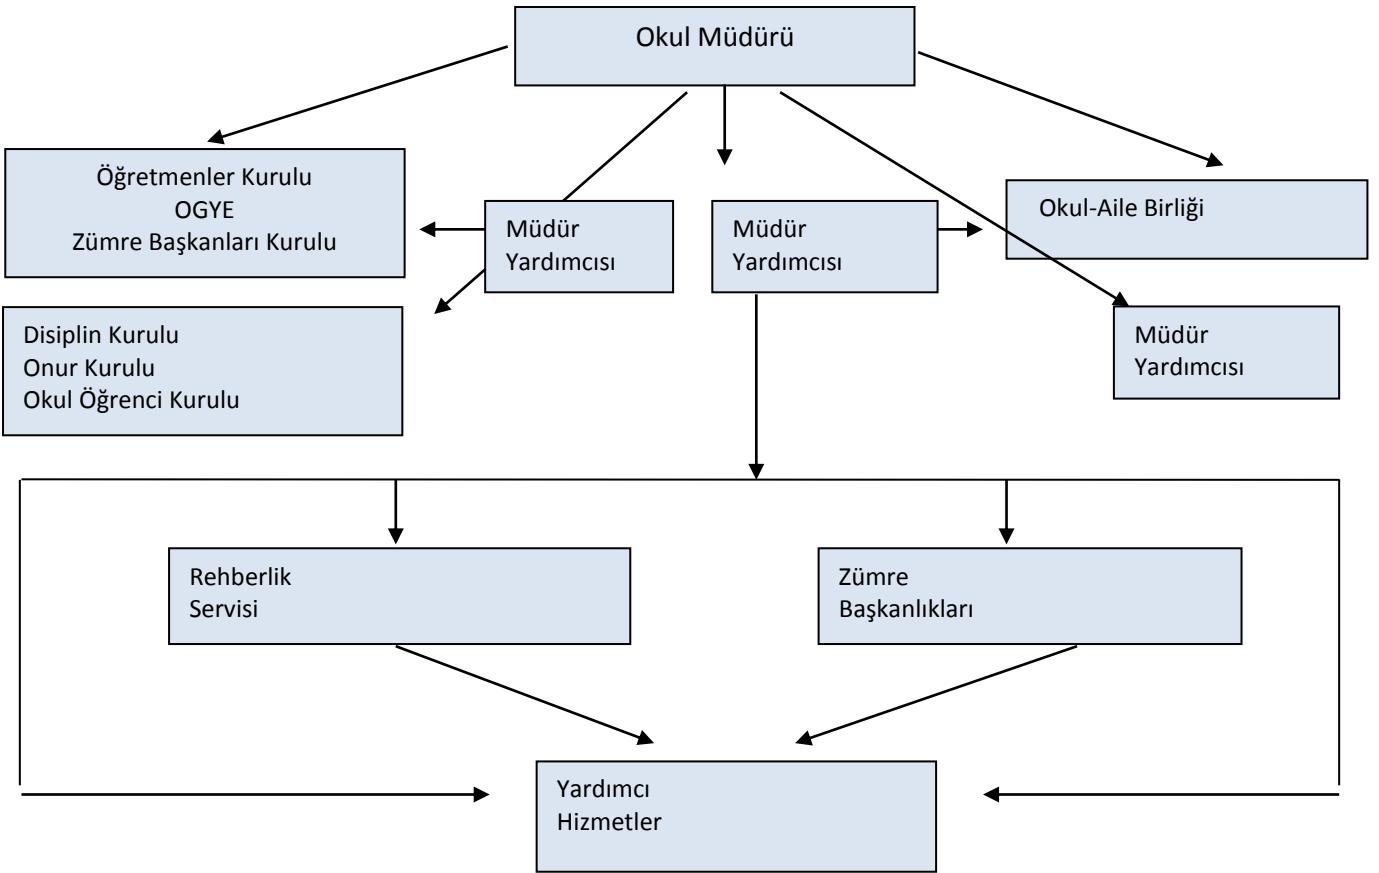 Okul Müdürü
Öğretmenler Kurulu
OGYE
Zümre Başkanları Kurulu
Müdür
Yardımcısı
Müdür
Yardımcısı
Okul-Aile Birliği
Disiplin Kurulu
Onur Kurulu
Okul Öğrenci Kurulu
Müdür
Yardımcısı
Rehberlik
Servisi
Zümre
Başkanlıkları
Yardımcı
Hizmetler